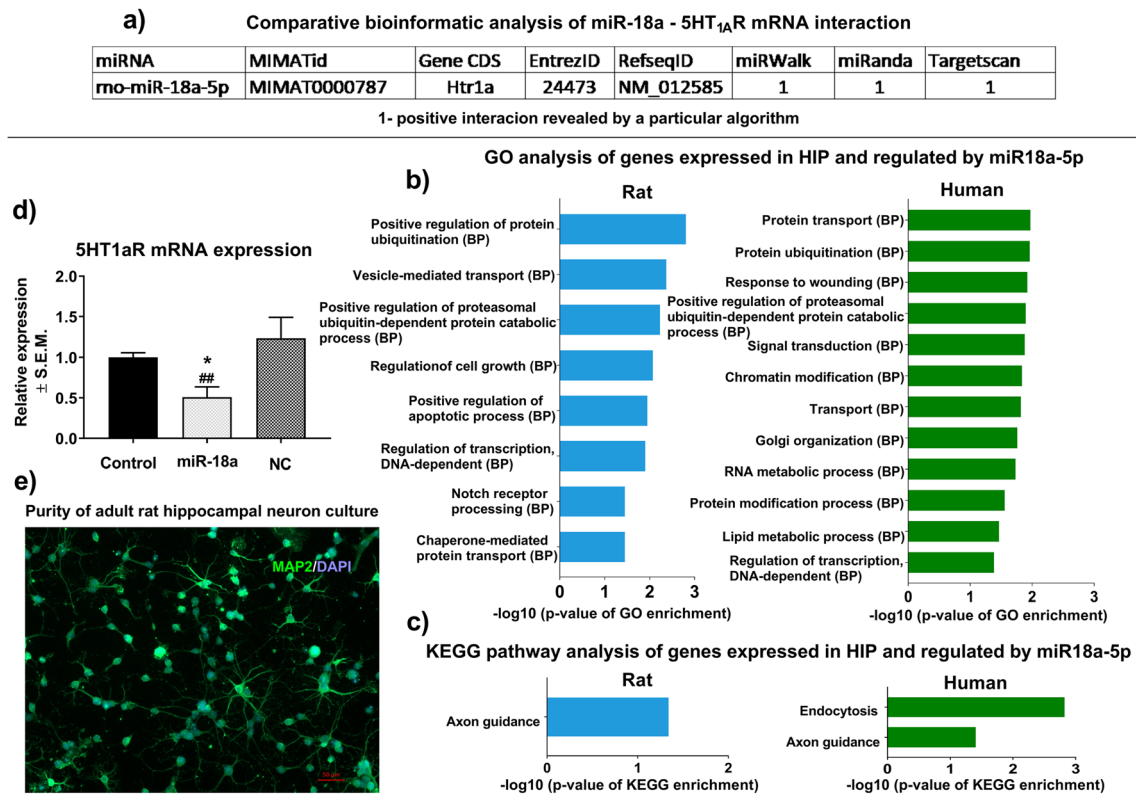 a) Comparative bioinformatic analysis of miR-18a - 5HT1AR mRNA interaction
miRNA MIMATid Gene CDS EntrezID RefseqID miRWalk miRanda Targetscan
rno-miR-18a-5p MIMAT0000787 Htr1a 24473 NM_012585 1 1 1
1- positive interacion revealed by a particular algorithm
GO analysis of genes expressed in HIP and regulated by miR18a-5p
b)
Rat
Positive regulation of protein
ubiquitination (BP)
Vesicle-mediated transport (BP)
Positive regulation of proteasomal
ubiquitin-dependent protein catabolic
process (BP)
Regulationof cell growth (BP)
Positive regulation of
apoptotic process (BP)
Regulation of transcription,
DNA-dependent (BP)
Notch receptor
processing (BP)
Chaperone-mediated
protein transport (BP)
0 1 2 3
-log10 (p-value of GO enrichment)
Human
Protein transport (BP)
Protein ubiquitination (BP)
Response to wounding (BP)
Positive regulation of proteasomal
ubiquitin-dependent protein catabolic
process (BP)
Signal transduction (BP)
Chromatin modification (BP)
Transport (BP)
Golgi organization (BP)
RNA metabolic process (BP)
Protein modification process (BP)
Lipid metabolic process (BP)
Regulation of transcription,
DNA-dependent (BP)
0 1 2 3
-log10 (p-value of GO enrichment)
c)
KEGG pathway analysis of genes expressed in HIP and regulated by miR18a-5p
Rat
Axon guidance
0 1 2
-log10 (p-value of KEGG enrichment)
Human
Endocytosis
Axon guidance
0 1 2 3
-log10 (p-value of KEGG enrichment)
d)
5HT1aR mRNA expression
Relative expression
± S.E.M.
2.0
1.5
1.0
0.5
0.0
*
##
Control miR-18a NC
e)
Purity of adult rat hippocampal neuron culture
MAP2/DAPI
50 µm